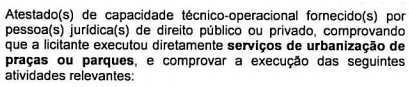 Atestado(s) de capacidade técnico-operacional fornecido(s) por
pessoa(s) jurídica(s) de direito público ou privado, comprovando
que a licitante executou diretamente serviços de urbanização de
praças ou parques, e comprovar a execução das seguintes
atividades relevantes: